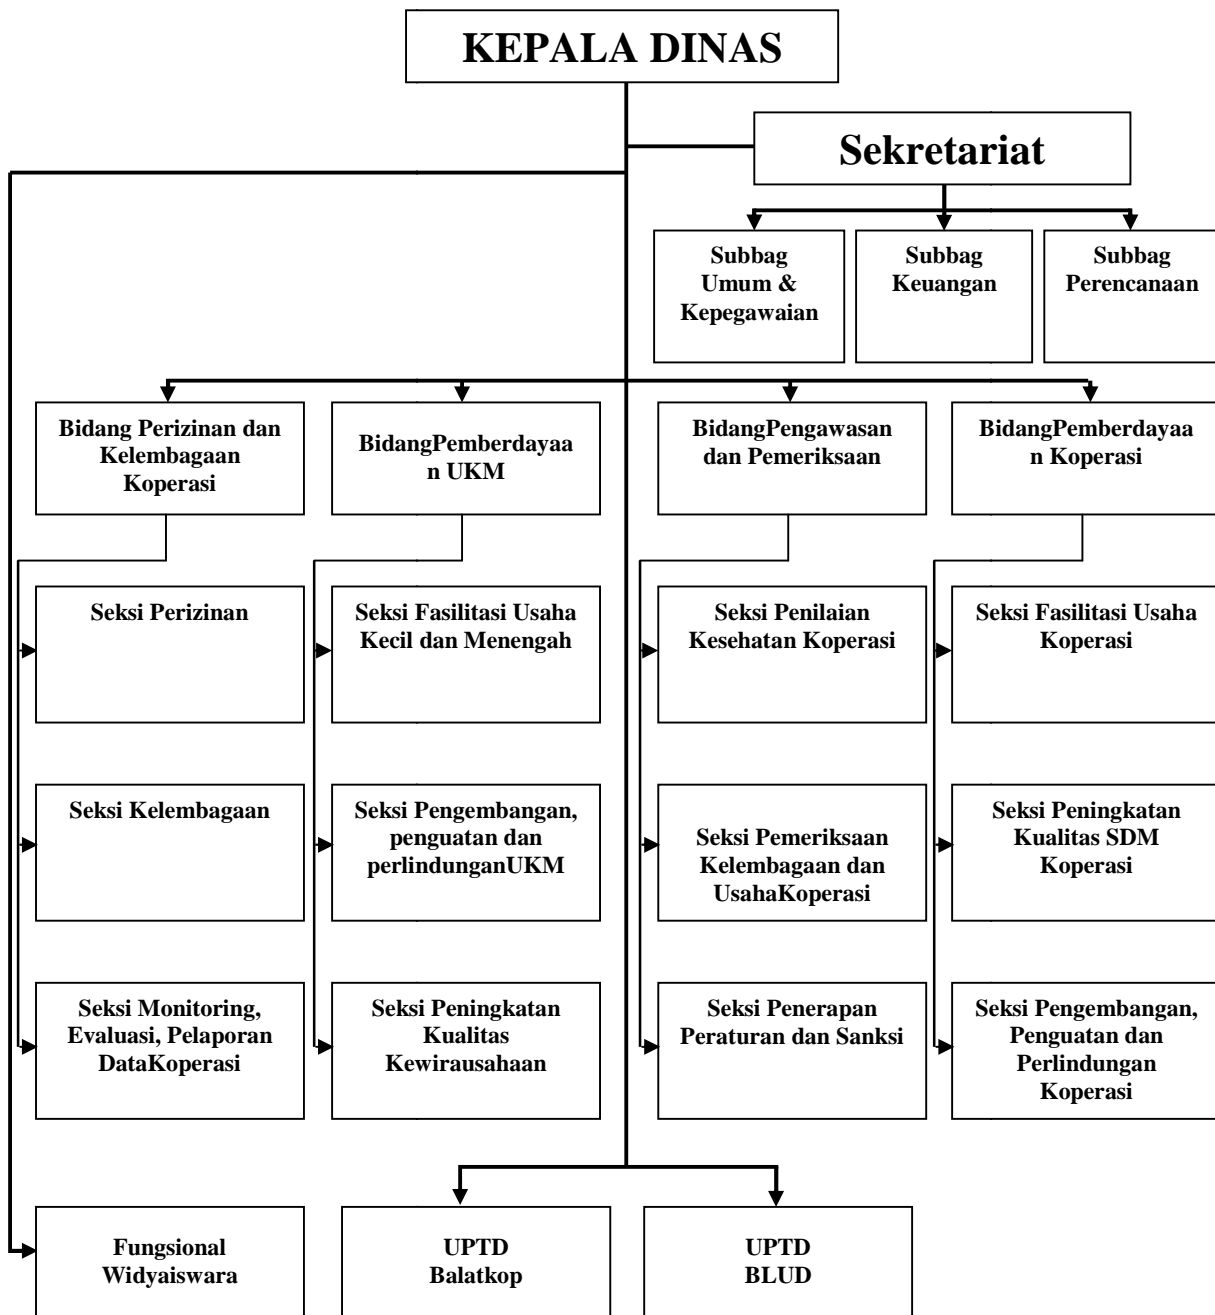 KEPALA DINAS
Sekretariat
Subbag
Umum &
Kepegawaian
Subbag
Keuangan
Subbag
Perencanaan
Bidang Perizinan dan
Kelembagaan
Koperasi
BidangPemberdayaa
n UKM
BidangPengawasan
dan Pemeriksaan
BidangPemberdayaa
n Koperasi
Seksi Perizinan
Seksi Fasilitasi Usaha
Kecil dan Menengah
Seksi Penilaian
Kesehatan Koperasi
Seksi Fasilitasi Usaha
Koperasi
Seksi Kelembagaan
Seksi Pengembangan,
penguatan dan
perlindunganUKM
Seksi Pemeriksaan
Kelembagaan dan
UsahaKoperasi
Seksi Peningkatan
Kualitas SDM
Koperasi
Seksi Monitoring,
Evaluasi, Pelaporan
DataKoperasi
Seksi Peningkatan
Kualitas
Kewirausahaan
Seksi Penerapan
Peraturan dan Sanksi
Seksi Pengembangan,
Penguatan dan
Perlindungan
Koperasi
Fungsional
Widyaiswara
UPTD
Balatkop
UPTD
BLUD